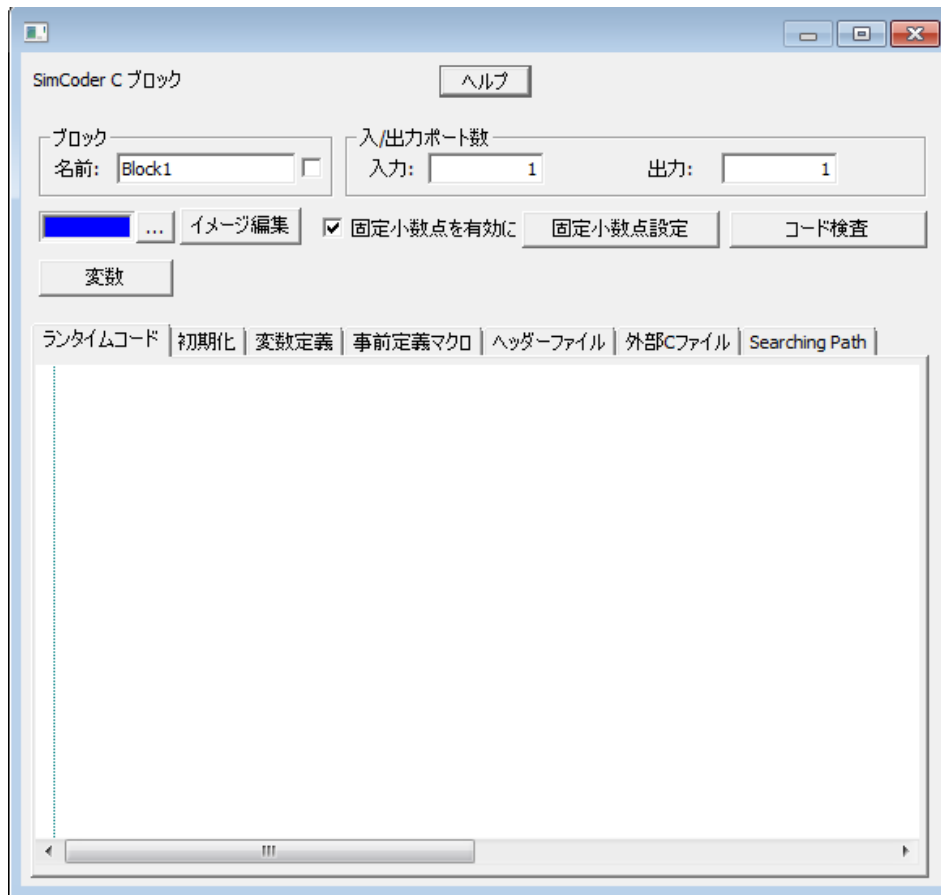 SimCoder C ブロック ヘルプ
ブロック 入/出力ポート数
名前: Block1 入力: 1 出力: 1
... イメージ編集 固定小数点を有効に 固定小数点設定 コード検査
変数
ランタイムコード 初期化 変数定義 事前定義マクロ ヘッダーファイル 外部Cファイル Searching Path